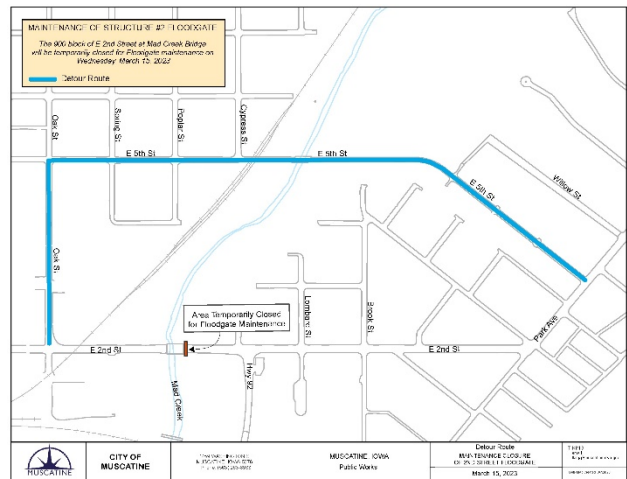 MAINTENANCE OF STRUCTURE #2 FLOODGATE
The 900 block of E 2nd Street at Mad Creek Bridge
will be temporarily closed for Floodgate maintenance on
Wednesday, March 15, 2023
Detour Route
Oak St
Spring St
Poplar St
Cypress St
E 5th St
E 5th St
E 5th St
Willow St
Oak St
Area Temporarily Closed
for Floodgate Maintenance
Lombard St
Brook St
Park Ave
E 2nd St
E 2nd St
Mad Creek
Hwy 92
MUSCATINE
CITY OF
MUSCATINE
MUSCATINE, IOWA
Public Works
Detour Route
MAINTENANCE CLOSURE
OF 2ND STREET FLOODGATE
March 15, 2023